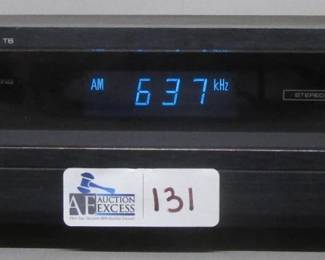 T6
AM 637 kHz
STEREO
AUCTION
AE EXCESS
131